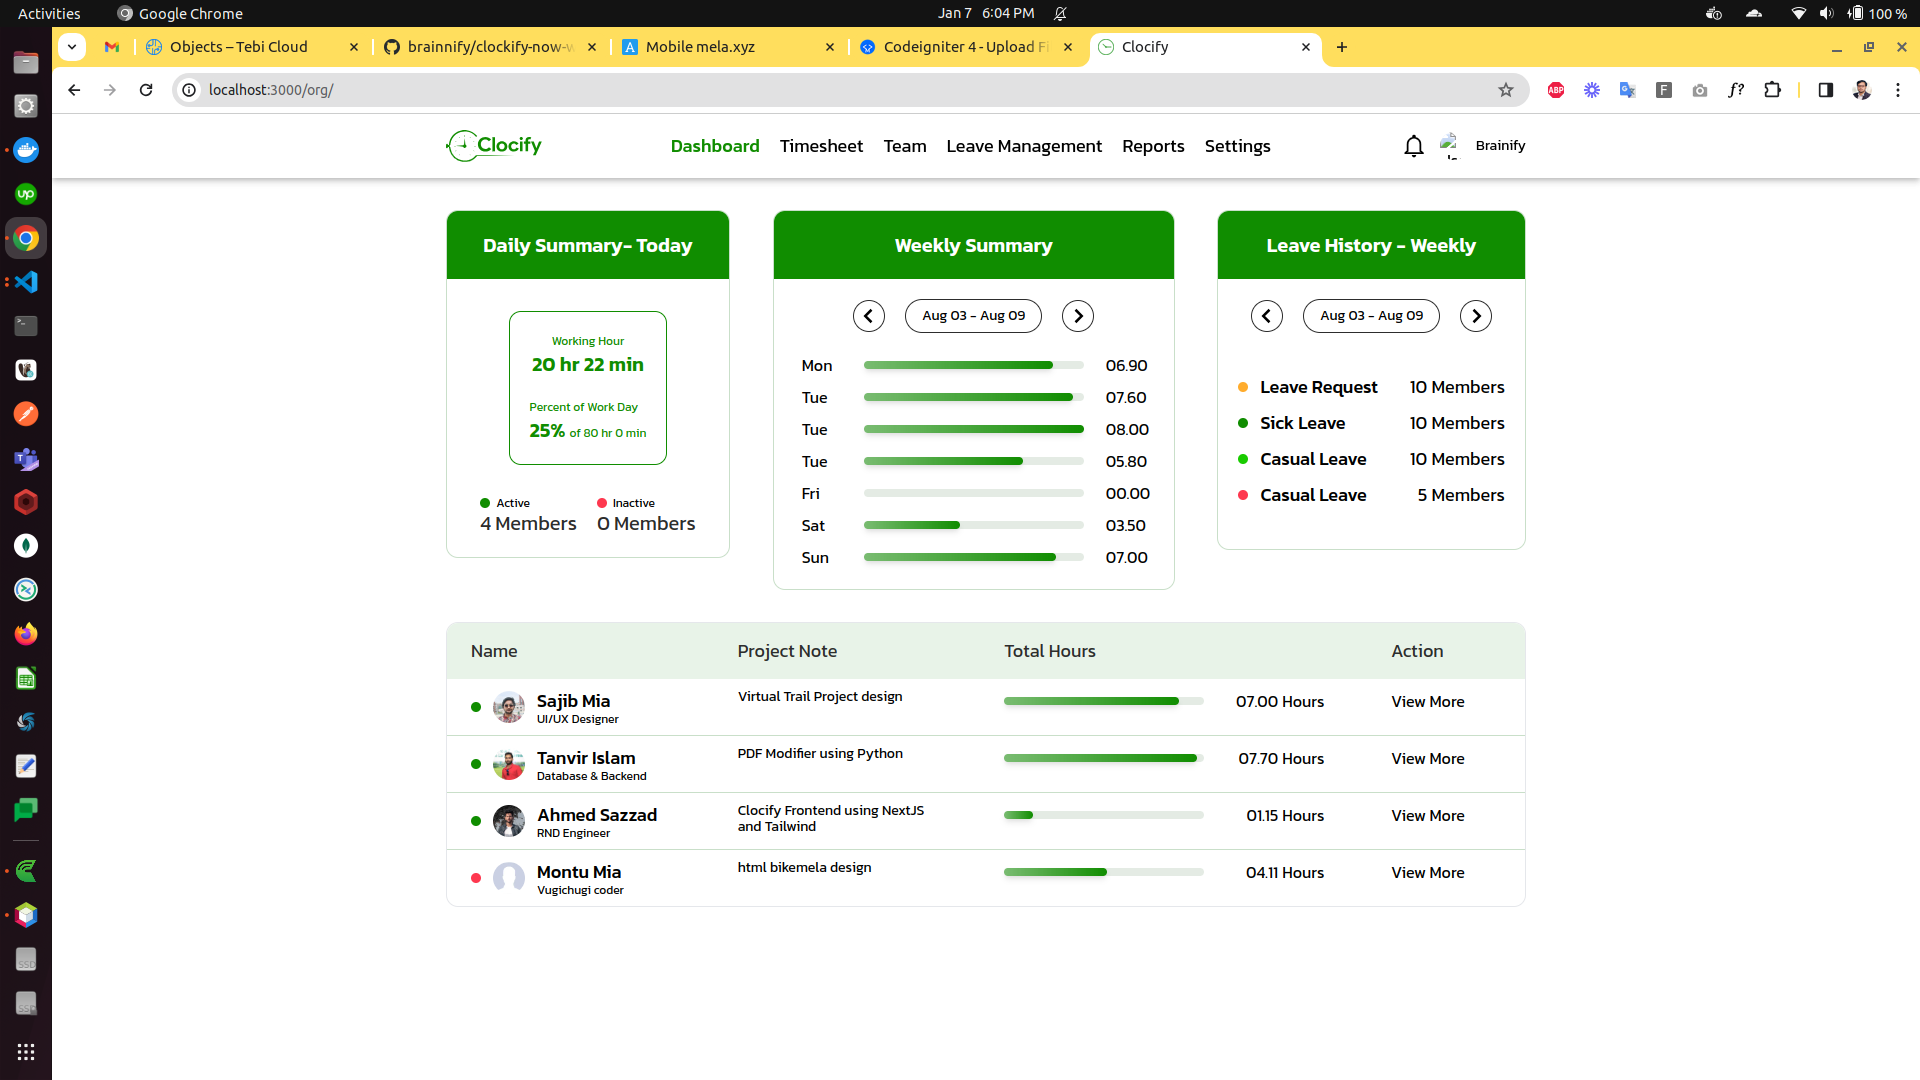 Activities
Google Chrome
Jan 7 6:04 PM
100 %
Objects – Tebi Cloud
brainnify/clockify-now-w
Mobile mela.xyz
Codeigniter 4 - Upload Fi
Clocify
localhost:3000/org/
ABP
F
f?
up
Clocify
Dashboard
Timesheet
Team
Leave Management
Reports
Settings
Brainify
Daily Summary- Today
Working Hour
20 hr 22 min
Percent of Work Day
25% of 80 hr 0 min
Active
4 Members
Inactive
0 Members
Weekly Summary
Aug 03 - Aug 09
Mon 06.90
Tue 07.60
Tue 08.00
Tue 05.80
Fri 00.00
Sat 03.50
Sun 07.00
Leave History - Weekly
Aug 03 - Aug 09
Leave Request 10 Members
Sick Leave 10 Members
Casual Leave 10 Members
Casual Leave 5 Members
Name Project Note Total Hours Action
Sajib Mia
UI/UX Designer
Virtual Trail Project design
07.00 Hours
View More
Tanvir Islam
Database & Backend
PDF Modifier using Python
07.70 Hours
View More
Ahmed Sazzad
RND Engineer
Clocify Frontend using NextJS
and Tailwind
01.15 Hours
View More
Montu Mia
Vugichugi coder
html bikemela design
04.11 Hours
View More
SSD
SSD